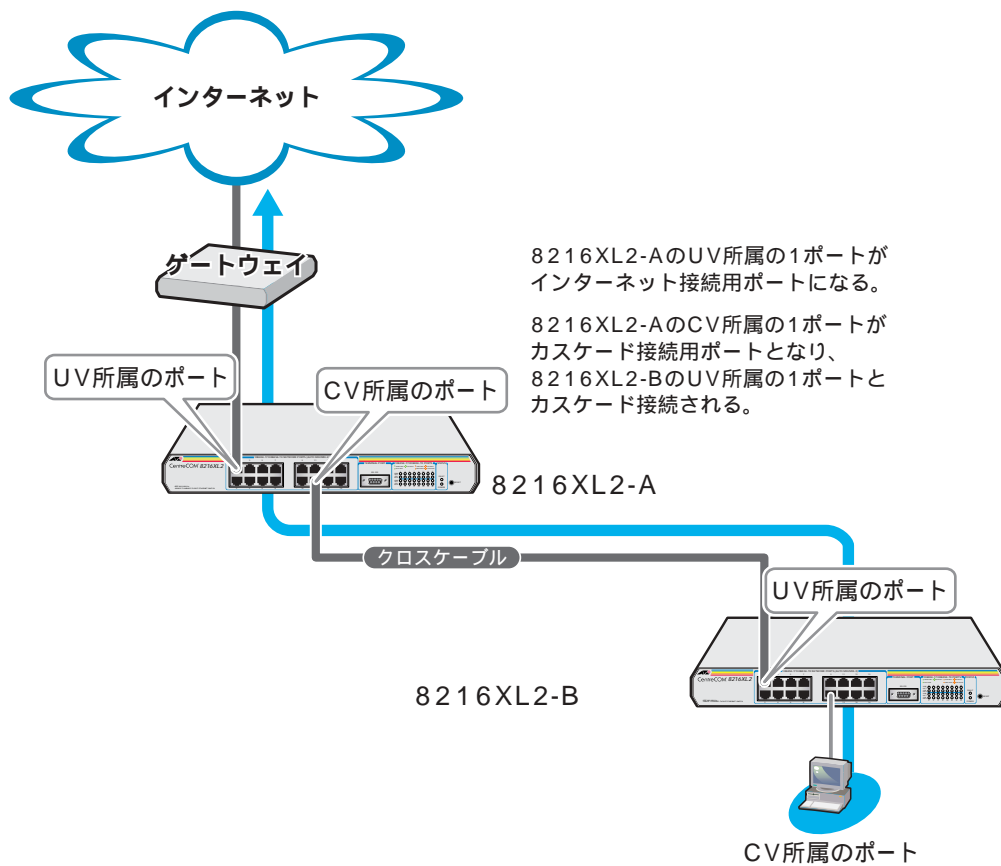 インターネット
ゲートウェイ
8216XL2-AのUV所属の1ポートが
インターネット接続用ポートになる。
8216XL2-AのCV所属の1ポートが
カスケード接続用ポートとなり、
8216XL2-BのUV所属の1ポートと
カスケード接続される。
UV所属のポート
CV所属のポート
CentreCOM 8216XL2
8216XL2-A
クロスケーブル
UV所属のポート
CentreCOM 8216XL2
8216XL2-B
CV所属のポート